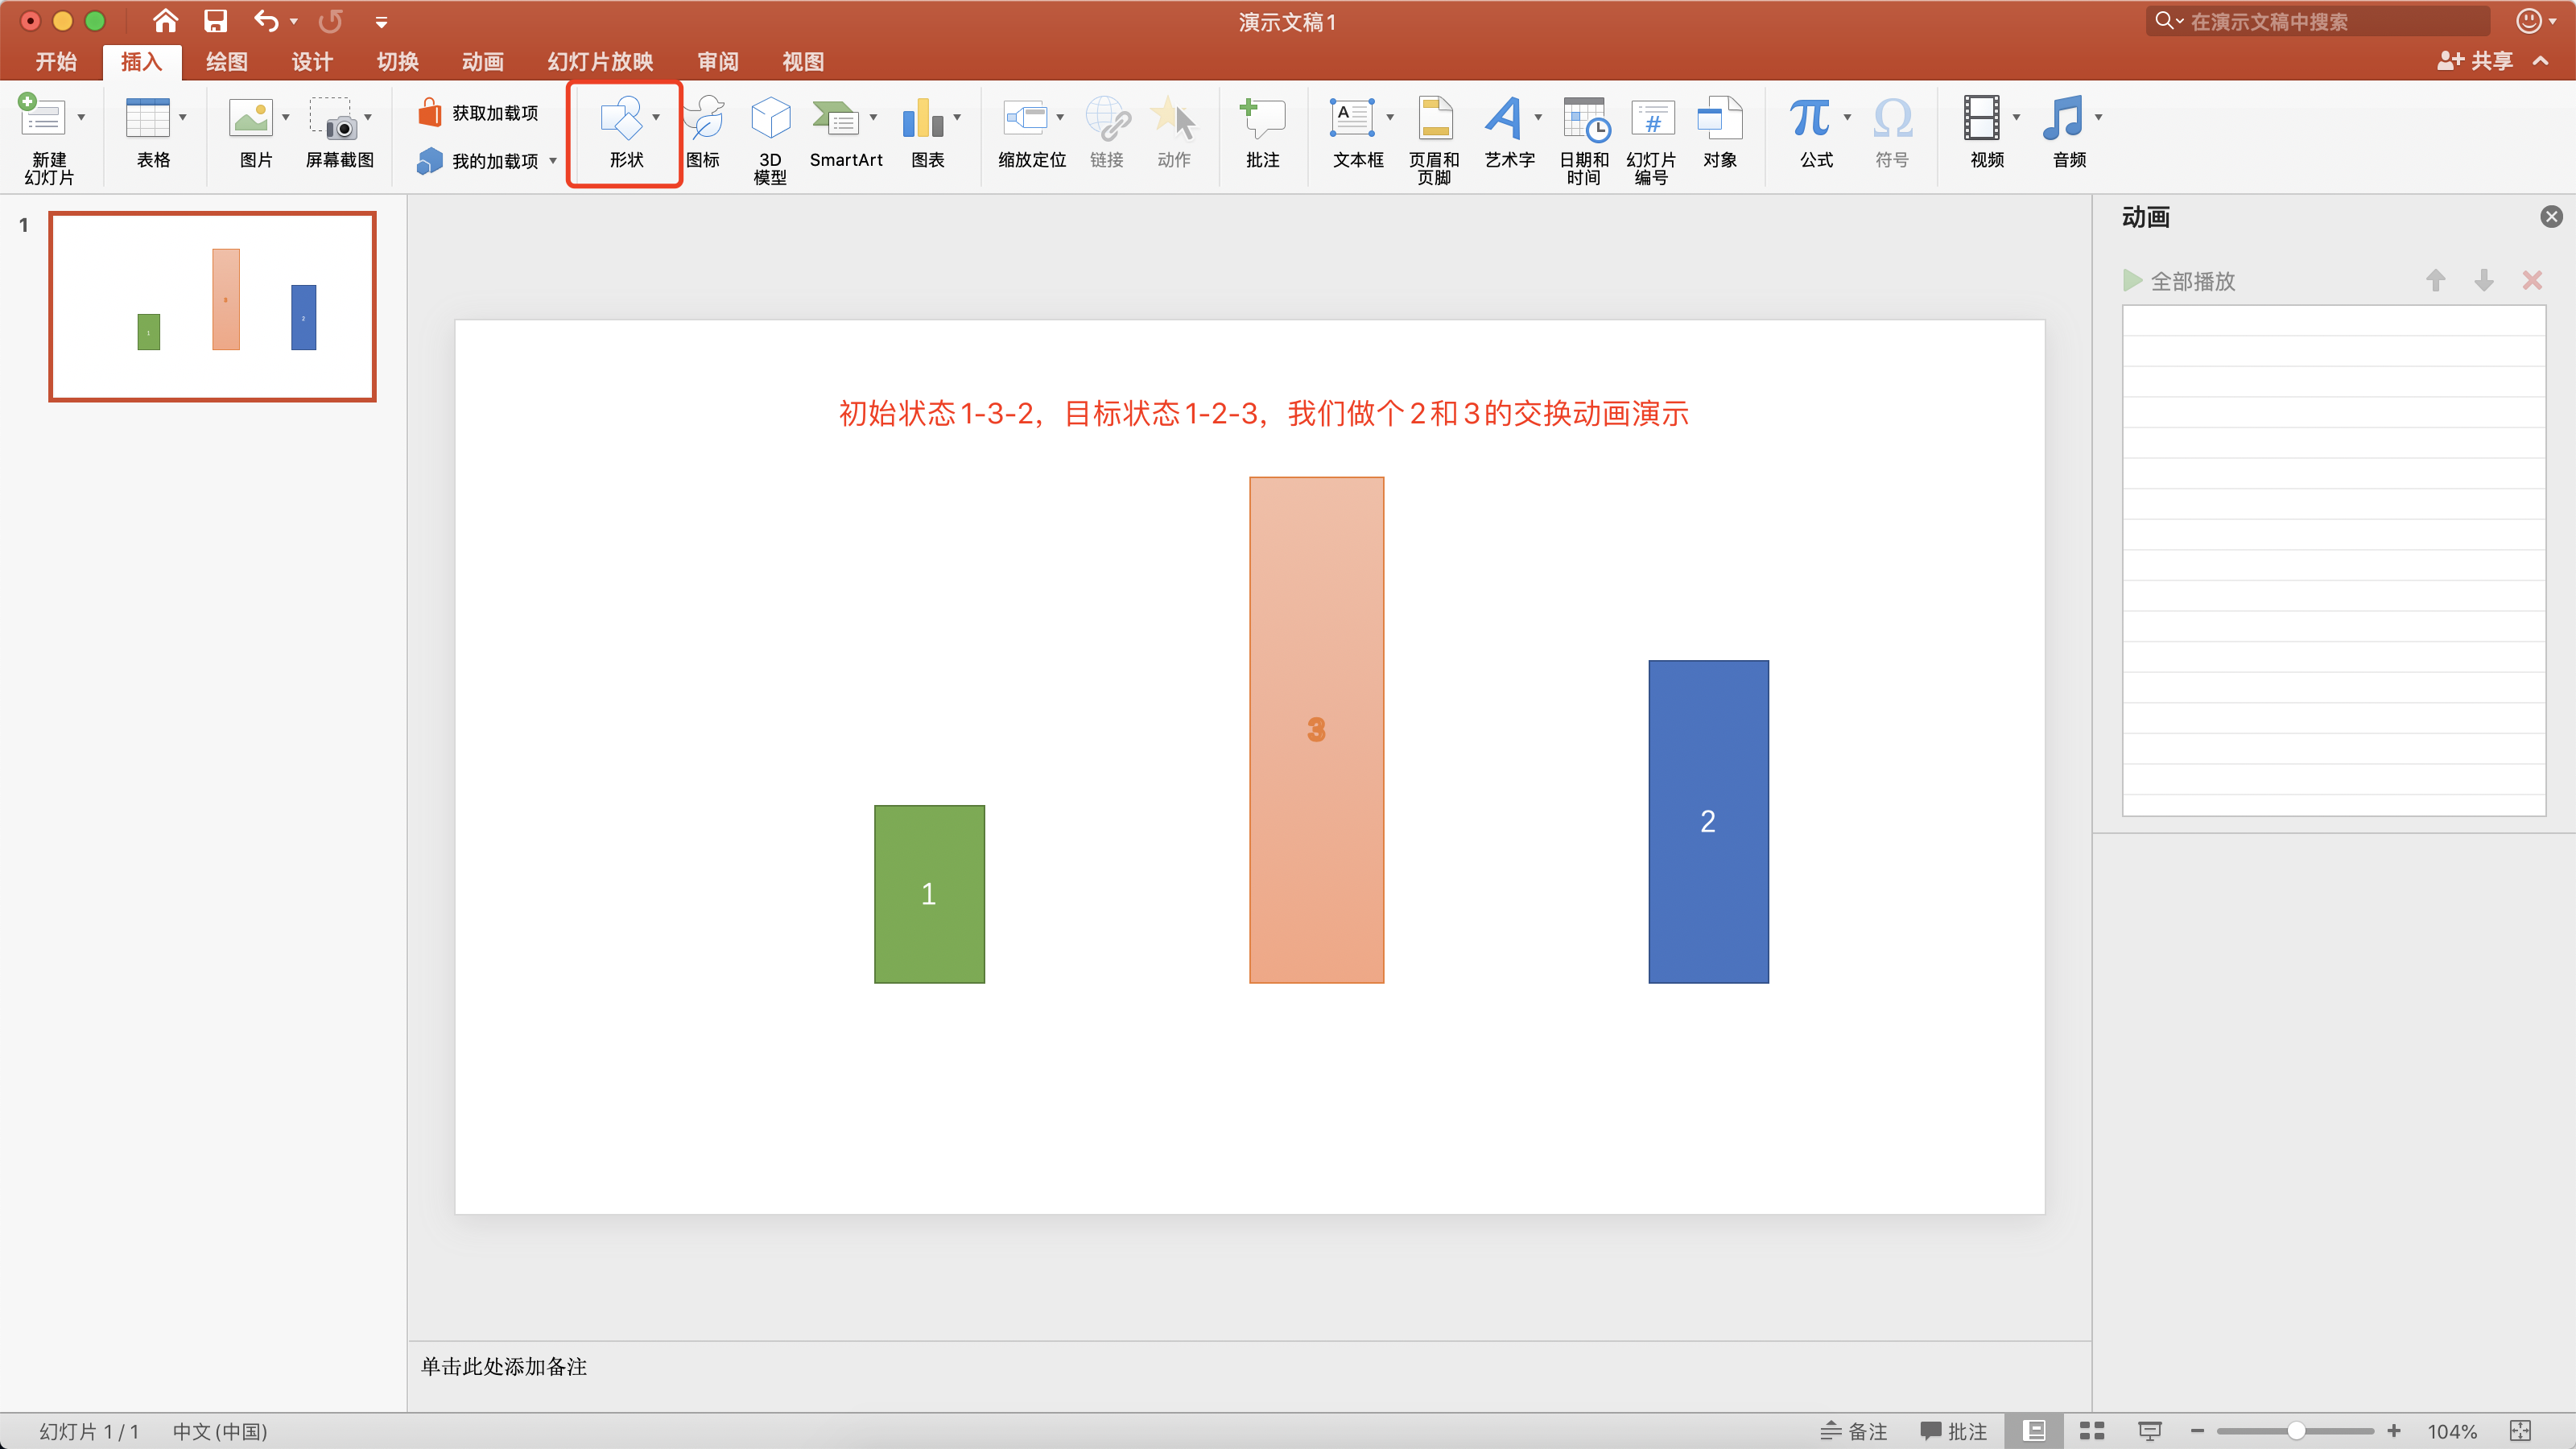 演示文稿1
在演示文稿中搜索
开始 插入 绘图 设计 切换 动画 幻灯片放映 审阅 视图
共享
新建
幻灯片
表格
图片
屏幕截图
获取加载项
我的加载项
形状
图标
3D
模型
SmartArt
图表
缩放定位
链接
动作
批注
文本框
页眉和
页脚
艺术字
日期和
时间
幻灯片
编号
对象
公式
符号
视频
音频
1
1
3
2
初始状态1-3-2，目标状态1-2-3，我们做个2和3的交换动画演示
1
3
2
动画
全部播放
单击此处添加备注
幻灯片 1 / 1 中文 (中国)
备注 批注 104%